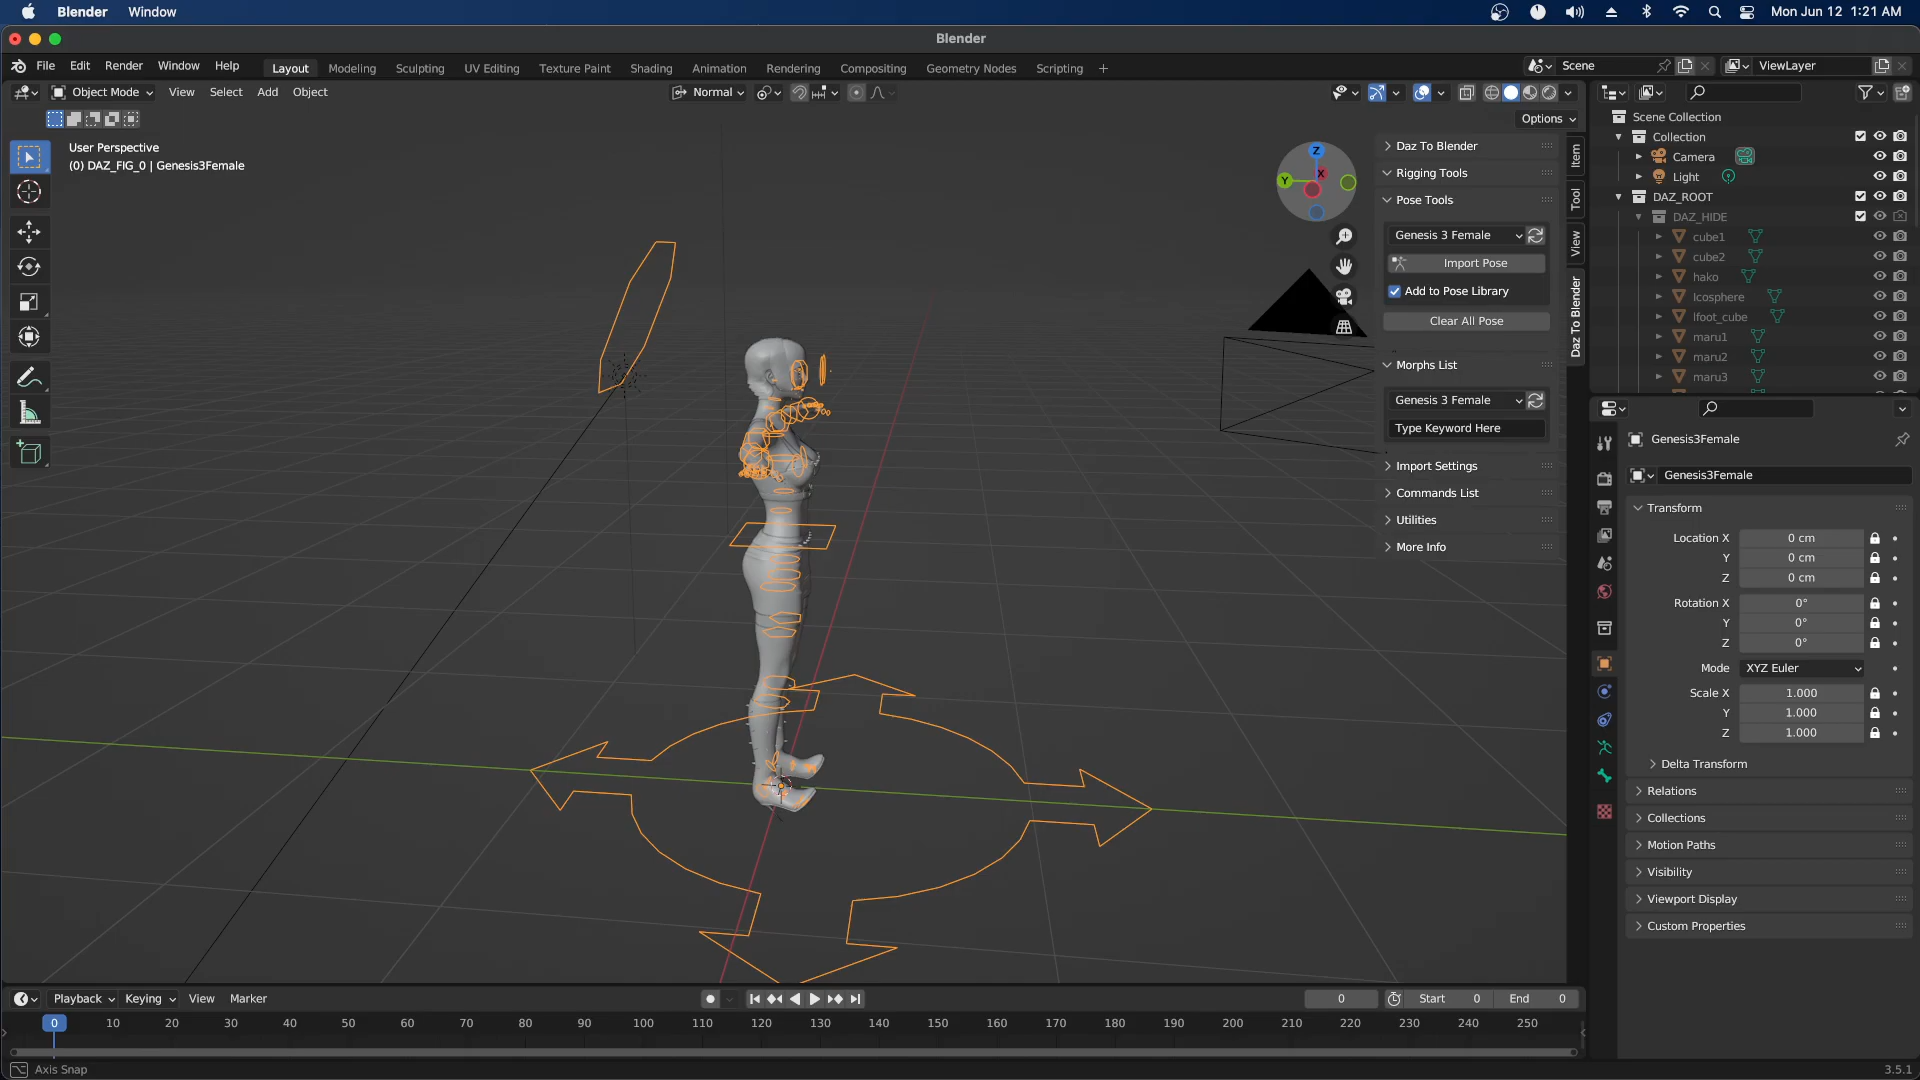 Blender Window Mon Jun 12 1:21 AM
Blender
File Edit Render Window Help Layout Modeling Sculpting UV Editing Texture Paint Shading Animation Rendering Compositing Geometry Nodes Scripting + Scene ViewLayer
Object Mode View Select Add Object Normal
Options
User Perspective
(0) DAZ_FIG_0 | Genesis3Female
Z
Y
X
Daz To Blender
Rigging Tools
Pose Tools
Genesis 3 Female
Import Pose
Add to Pose Library
Clear All Pose
Morphs List
Genesis 3 Female
Type Keyword Here
Import Settings
Commands List
Utilities
More Info
Item
Tool
View
Daz To Blender
Scene Collection
Collection
Camera
Light
DAZ_ROOT
DAZ_HIDE
cube1
cube2
hako
Icosphere
lfoot_cube
maru1
maru2
maru3
Genesis3Female
Genesis3Female
Transform
Location X 0 cm
Y 0 cm
Z 0 cm
Rotation X 0°
Y 0°
Z 0°
Mode XYZ Euler
Scale X 1.000
Y 1.000
Z 1.000
Delta Transform
Relations
Collections
Motion Paths
Visibility
Viewport Display
Custom Properties
Playback Keying View Marker 0 Start 0 End 0
0 10 20 30 40 50 60 70 80 90 100 110 120 130 140 150 160 170 180 190 200 210 220 230 240 250
Axis Snap 3.5.1